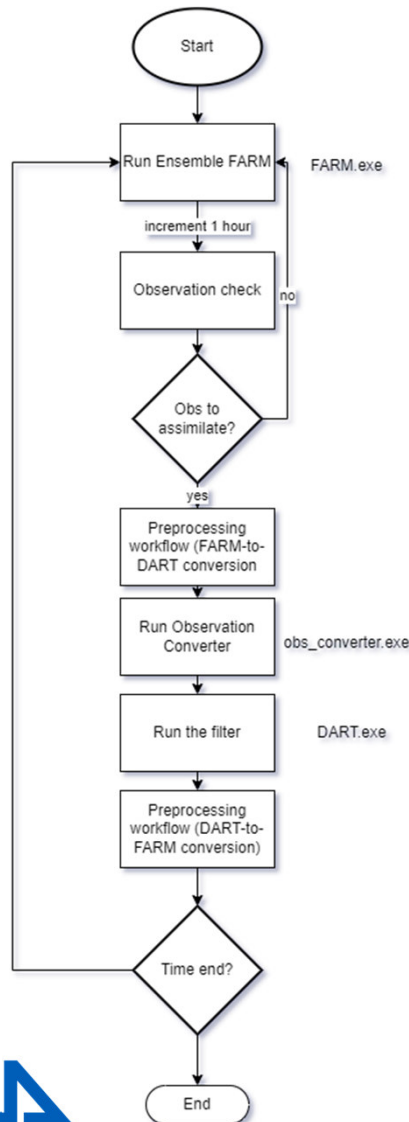 Start
Run Ensemble FARM
FARM.exe
increment 1 hour
Observation check
no
Obs to
assimilate?
yes
Preprocessing
workflow (FARM-to-
DART conversion
Run Observation
Converter
obs_converter.exe
Run the filter
DART.exe
Preprocessing
workflow (DART-to-
FARM conversion)
Time end?
End